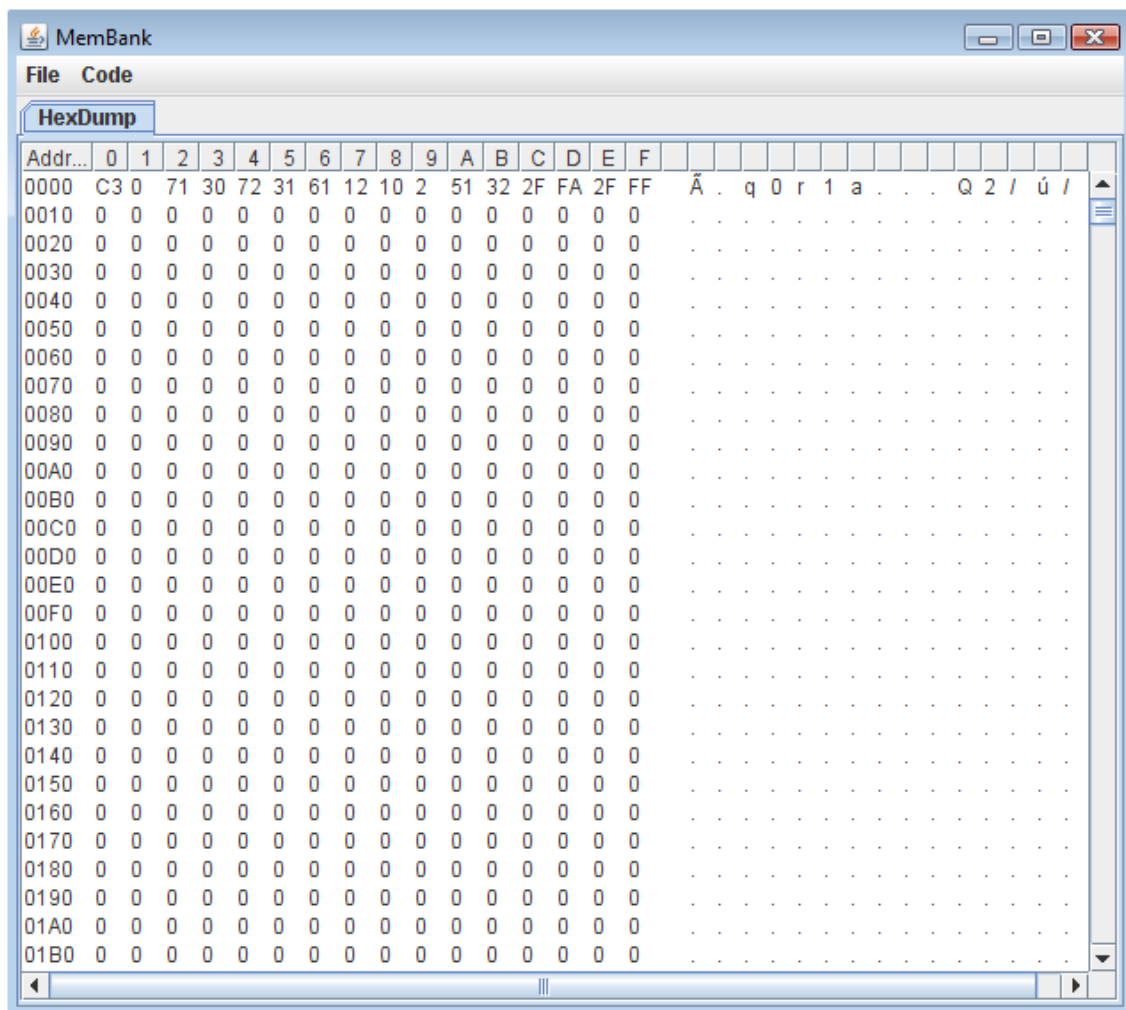 MemBank
File Code
HexDump
Addr... 0 1 2 3 4 5 6 7 8 9 A B C D E F
0000 C3 0 71 30 72 31 61 12 10 2 51 32 2F FA 2F FF Ã . q 0 r 1 a . . . Q 2 / ú /
0010 0 0 0 0 0 0 0 0 0 0 0 0 0 0 0 0 . . . . . . . . . . . . . . . .
0020 0 0 0 0 0 0 0 0 0 0 0 0 0 0 0 0 . . . . . . . . . . . . . . . .
0030 0 0 0 0 0 0 0 0 0 0 0 0 0 0 0 0 . . . . . . . . . . . . . . . .
0040 0 0 0 0 0 0 0 0 0 0 0 0 0 0 0 0 . . . . . . . . . . . . . . . .
0050 0 0 0 0 0 0 0 0 0 0 0 0 0 0 0 0 . . . . . . . . . . . . . . . .
0060 0 0 0 0 0 0 0 0 0 0 0 0 0 0 0 0 . . . . . . . . . . . . . . . .
0070 0 0 0 0 0 0 0 0 0 0 0 0 0 0 0 0 . . . . . . . . . . . . . . . .
0080 0 0 0 0 0 0 0 0 0 0 0 0 0 0 0 0 . . . . . . . . . . . . . . . .
0090 0 0 0 0 0 0 0 0 0 0 0 0 0 0 0 0 . . . . . . . . . . . . . . . .
00A0 0 0 0 0 0 0 0 0 0 0 0 0 0 0 0 0 . . . . . . . . . . . . . . . .
00B0 0 0 0 0 0 0 0 0 0 0 0 0 0 0 0 0 . . . . . . . . . . . . . . . .
00C0 0 0 0 0 0 0 0 0 0 0 0 0 0 0 0 0 . . . . . . . . . . . . . . . .
00D0 0 0 0 0 0 0 0 0 0 0 0 0 0 0 0 0 . . . . . . . . . . . . . . . .
00E0 0 0 0 0 0 0 0 0 0 0 0 0 0 0 0 0 . . . . . . . . . . . . . . . .
00F0 0 0 0 0 0 0 0 0 0 0 0 0 0 0 0 0 . . . . . . . . . . . . . . . .
0100 0 0 0 0 0 0 0 0 0 0 0 0 0 0 0 0 . . . . . . . . . . . . . . . .
0110 0 0 0 0 0 0 0 0 0 0 0 0 0 0 0 0 . . . . . . . . . . . . . . . .
0120 0 0 0 0 0 0 0 0 0 0 0 0 0 0 0 0 . . . . . . . . . . . . . . . .
0130 0 0 0 0 0 0 0 0 0 0 0 0 0 0 0 0 . . . . . . . . . . . . . . . .
0140 0 0 0 0 0 0 0 0 0 0 0 0 0 0 0 0 . . . . . . . . . . . . . . . .
0150 0 0 0 0 0 0 0 0 0 0 0 0 0 0 0 0 . . . . . . . . . . . . . . . .
0160 0 0 0 0 0 0 0 0 0 0 0 0 0 0 0 0 . . . . . . . . . . . . . . . .
0170 0 0 0 0 0 0 0 0 0 0 0 0 0 0 0 0 . . . . . . . . . . . . . . . .
0180 0 0 0 0 0 0 0 0 0 0 0 0 0 0 0 0 . . . . . . . . . . . . . . . .
0190 0 0 0 0 0 0 0 0 0 0 0 0 0 0 0 0 . . . . . . . . . . . . . . . .
01A0 0 0 0 0 0 0 0 0 0 0 0 0 0 0 0 0 . . . . . . . . . . . . . . . .
01B0 0 0 0 0 0 0 0 0 0 0 0 0 0 0 0 0 . . . . . . . . . . . . . . . .